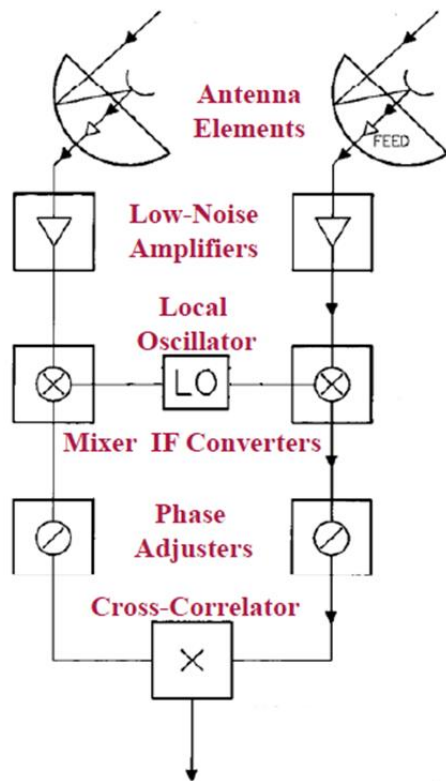 Antenna
Elements
FEED
Low-Noise
Amplifiers
Local
Oscillator
LO
Mixer IF Converters
Phase
Adjusters
Cross-Correlator